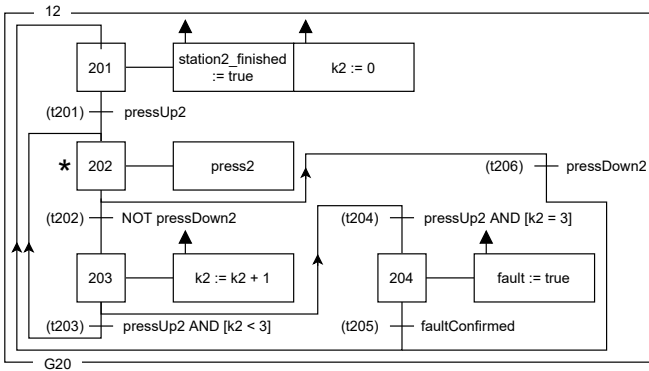 12
201
station2_finished
:= true
k2 := 0
(t201) pressUp2
* 202
press2
(t206) pressDown2
(t202) NOT pressDown2
(t204) pressUp2 AND [k2 = 3]
203
k2 := k2 + 1
204
fault := true
(t203) pressUp2 AND [k2 < 3]
(t205) faultConfirmed
G20